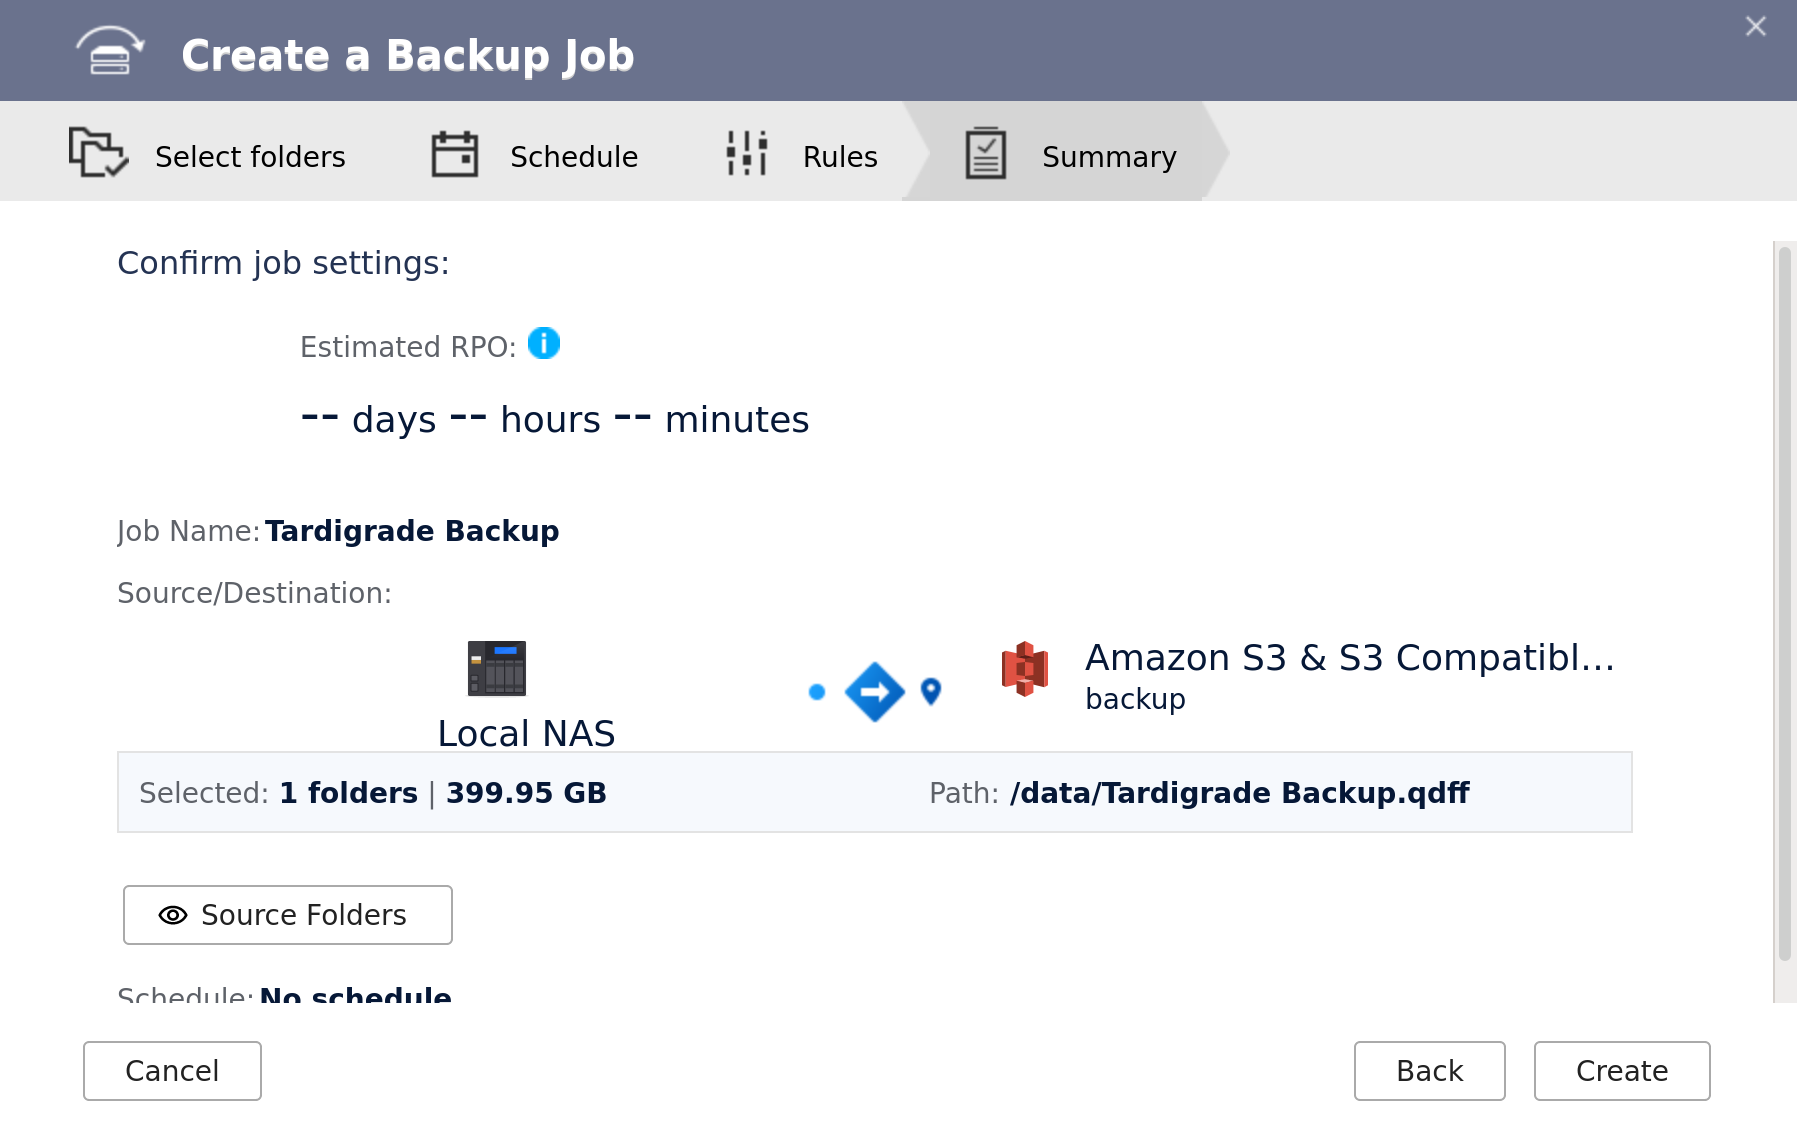 Create a Backup Job
Select folders
Schedule
Rules
Summary
Confirm job settings:
Estimated RPO:
-- days -- hours -- minutes
Job Name: Tardigrade Backup
Source/Destination:
Amazon S3 & S3 Compatibl...
backup
Local NAS
Selected: 1 folders | 399.95 GB
Path: /data/Tardigrade Backup.qdff
Source Folders
Schedule: No schedule
Cancel
Back
Create